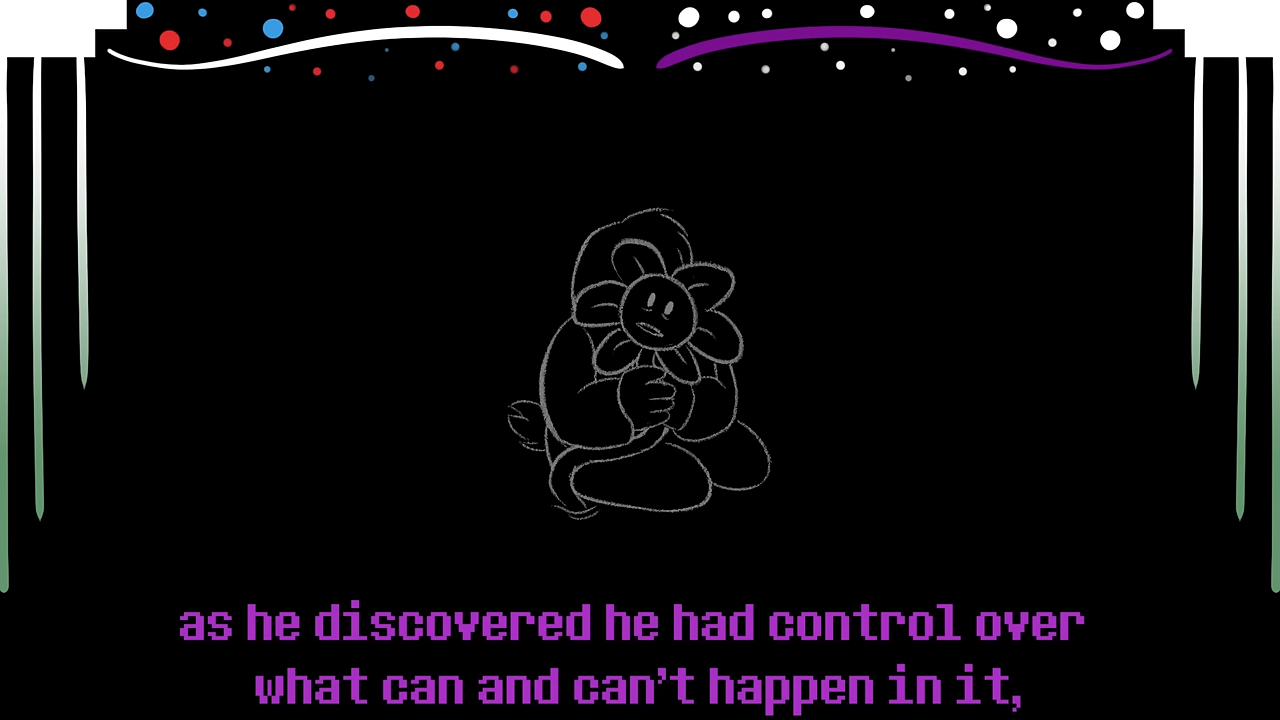 as he discovered he had control over
what can and can't happen in it,